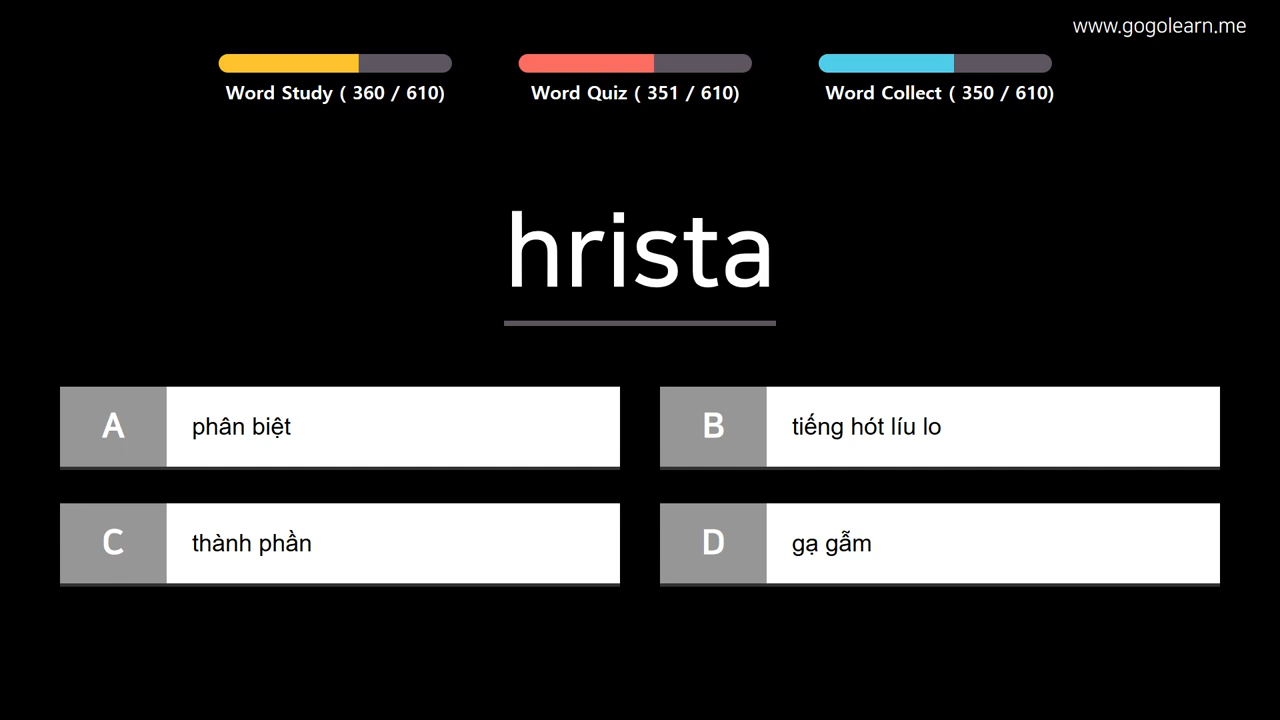 www.gogolearn.me
Word Study ( 360 / 610)
Word Quiz ( 351 / 610)
Word Collect ( 350 / 610)
hrista
A phân biệt
B tiếng hót líu lo
C thành phần
D gạ gẫm